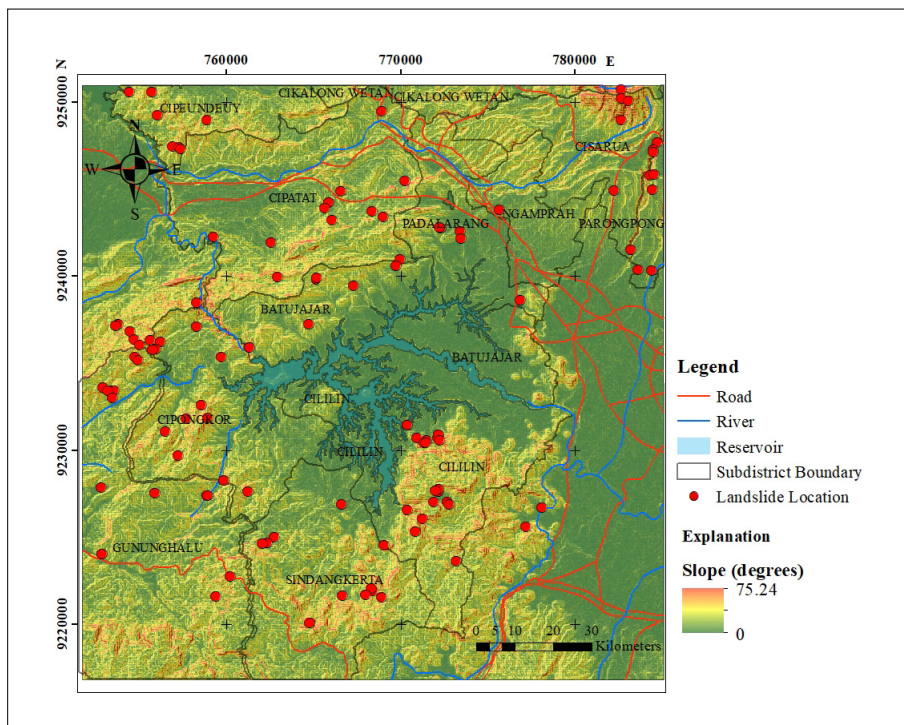 760000 770000 780000 E
N
9250000
9240000
9230000
9220000
N
W E
S
CIKALONG WETAN
CIKALONG WETAN
CIPEUNDEUY
CISARUA
CIPATAT
NGAMPRAH
PADALARANG
PARONGPONG
BATUJAJAR
BATUJAJAR
CILILIN
CIPONGKOR
CILILIN
CILILIN
GUNUNGHALU
SINDANGKERTA
0 5 10 20 30
Kilometers
Legend
Road
River
Reservoir
Subdistrict Boundary
Landslide Location
Explanation
Slope (degrees)
75.24
0